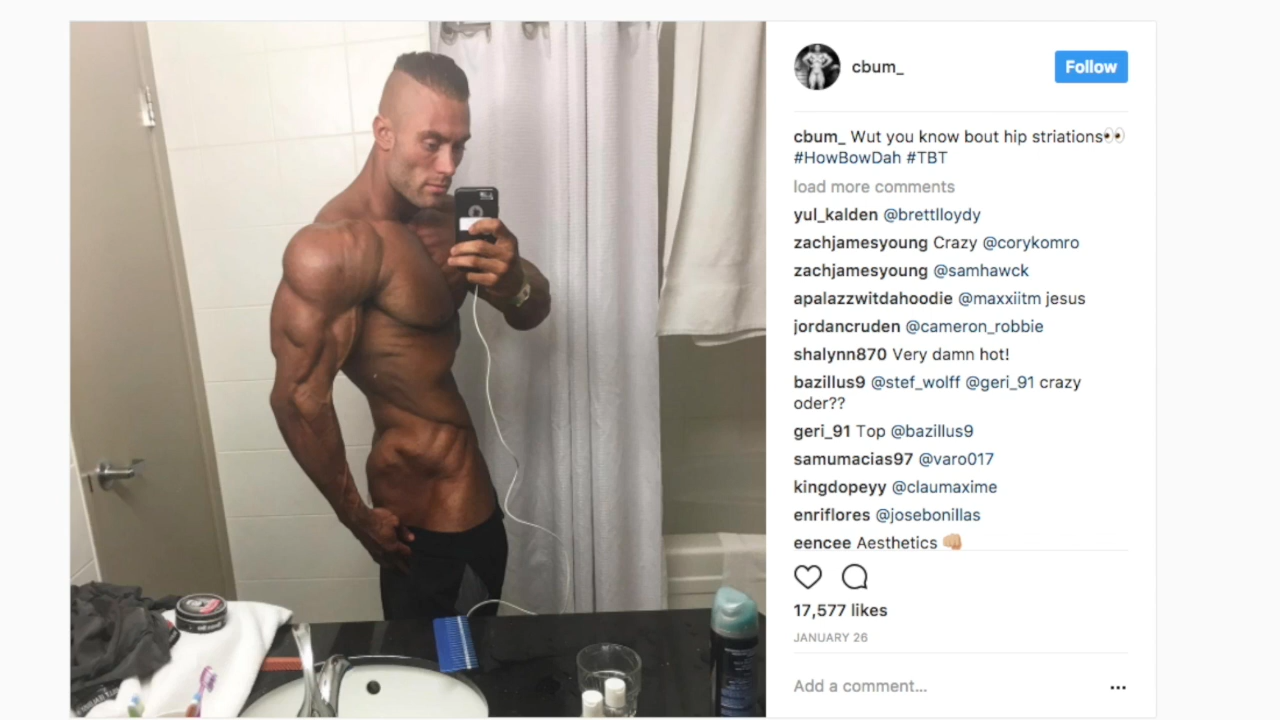 cbum_
Follow
cbum_ Wut you know bout hip striations👀
#HowBowDah #TBT
load more comments
yul_kalden @brettlloydy
zachjamesyoung Crazy @corykomro
zachjamesyoung @samhawck
apalazzwitdahoodie @maxxiitm jesus
jordancruden @cameron_robbie
shalynn870 Very damn hot!
bazillus9 @stef_wolff @geri_91 crazy
oder??
geri_91 Top @bazillus9
samumacias97 @varo017
kingdopeyy @claumaxime
enriflores @josebonillas
eencee Aesthetics 👊🏼
17,577 likes
JANUARY 26
Add a comment...